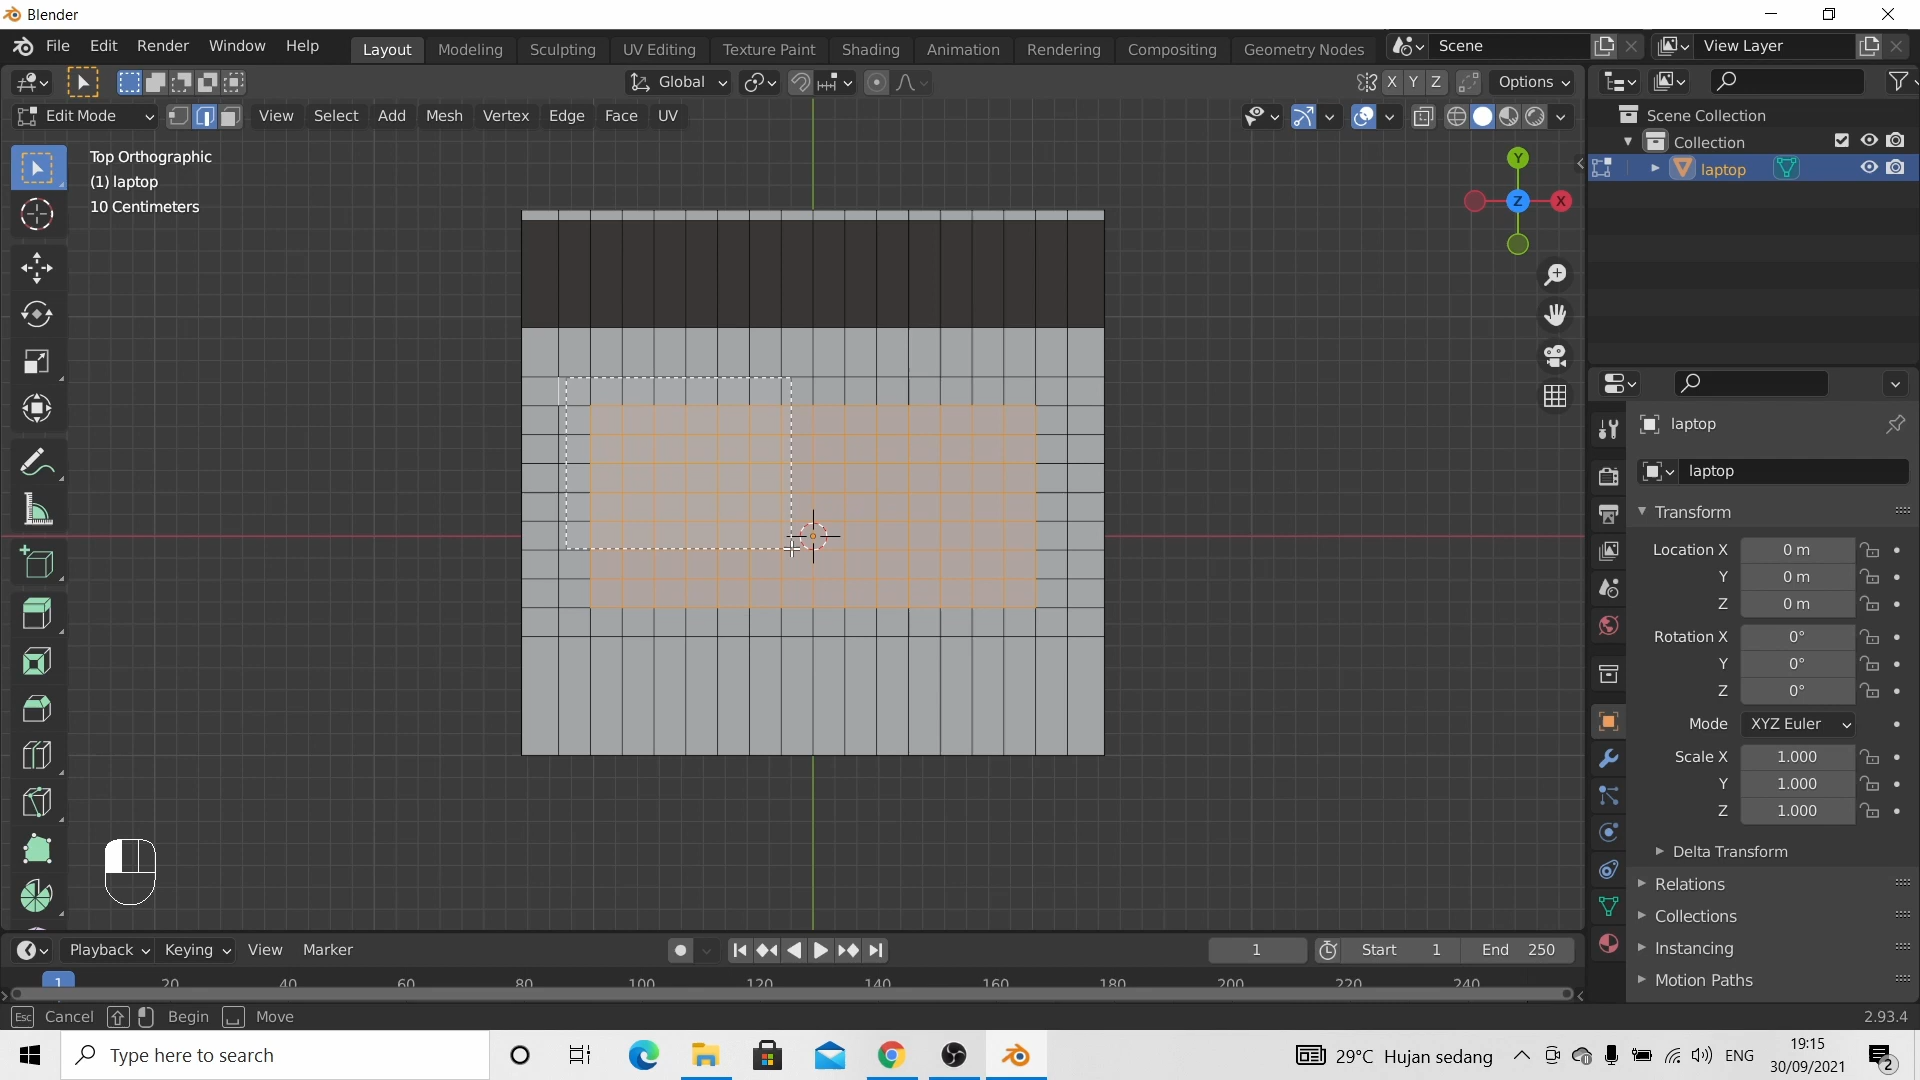 Blender
File Edit Render Window Help Layout Modeling Sculpting UV Editing Texture Paint Shading Animation Rendering Compositing Geometry Nodes Scene View Layer
Global X Y Z Options
Edit Mode View Select Add Mesh Vertex Edge Face UV
Scene Collection
Collection
laptop
Top Orthographic
(1) laptop
10 Centimeters
Y
Z X
laptop
laptop
Transform
Location X 0 m
Y 0 m
Z 0 m
Rotation X 0°
Y 0°
Z 0°
Mode XYZ Euler
Scale X 1.000
Y 1.000
Z 1.000
Delta Transform
Relations
Collections
Instancing
Motion Paths
Playback Keying View Marker 1 Start 1 End 250
1 20 40 60 80 100 120 140 160 180 200 220 240
Esc Cancel Begin Move 2.93.4
Type here to search 29°C Hujan sedang ENG 19:15
30/09/2021 2